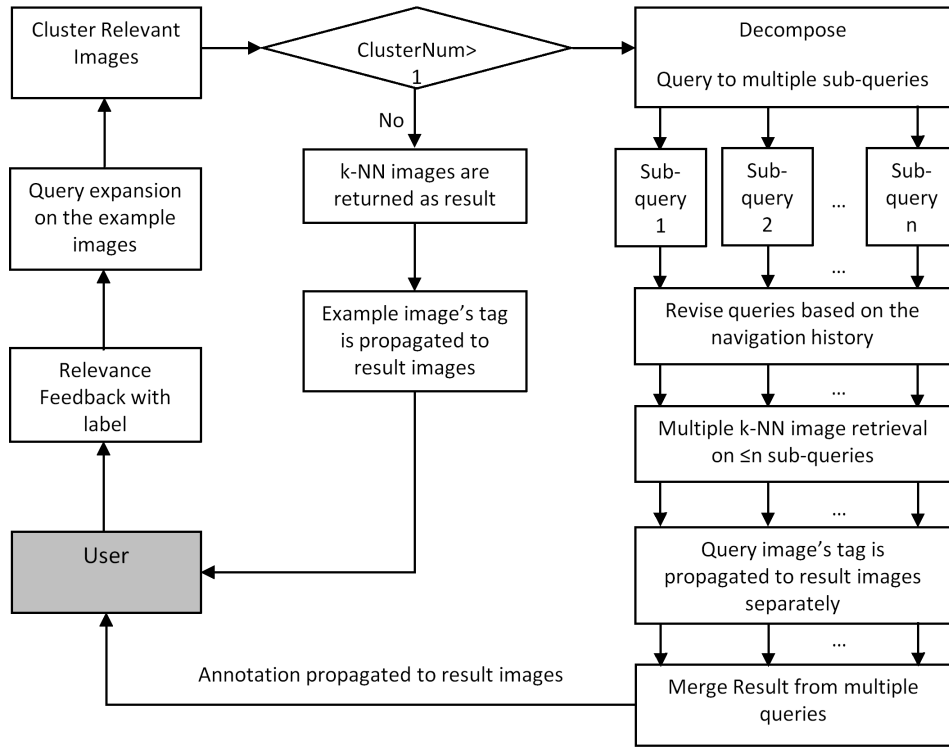 Cluster Relevant
Images
ClusterNum>
1
Decompose
Query to multiple sub-queries
No
Query expansion
on the example
images
k-NN images are
returned as result
Sub-
query
1
Sub-
query
2
...
Sub-
query
n
...
Example image's tag
is propagated to
result images
Revise queries based on the
navigation history
Relevance
Feedback with
label
...
Multiple k-NN image retrieval
on ≤n sub-queries
...
User
Query image's tag is
propagated to result images
separately
...
Annotation propagated to result images
Merge Result from multiple
queries